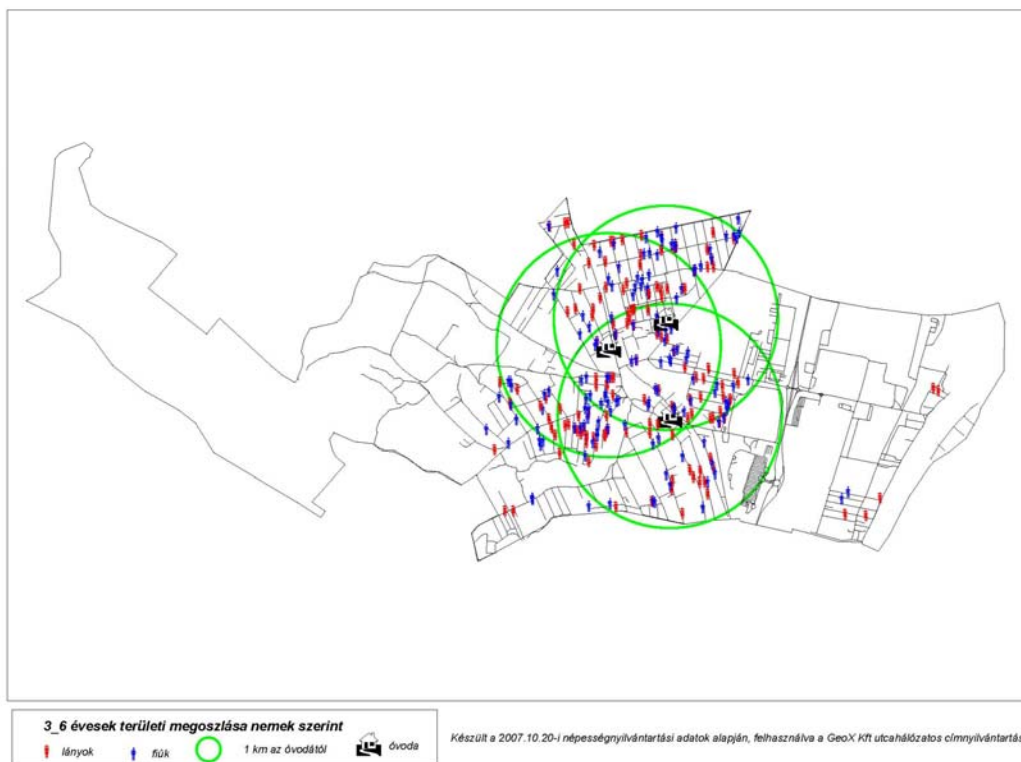 3_6 évesek területi megoszlása nemek szerint
lányok fiúk 1 km az óvodától óvoda
Készült a 2007.10.20-i népességnyilvántartási adatok alapján, felhasználva a GeoX Kft utcahálózatos címnyilvántartás